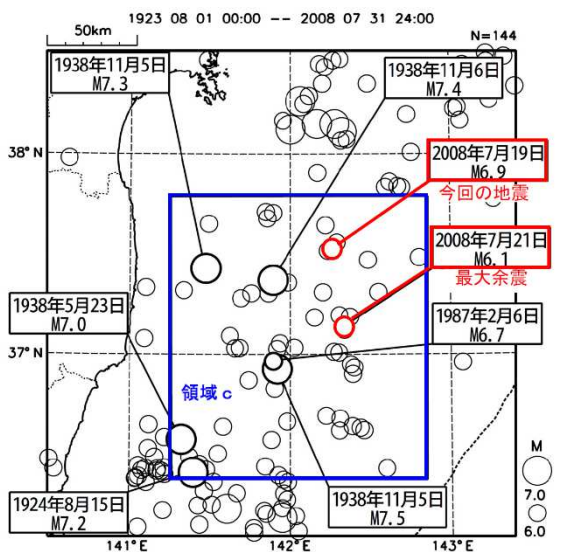 1923 08 01 00:00 -- 2008 07 31 24:00
50km
N=144
1938年11月5日
M7.3
1938年11月6日
M7.4
38°N
2008年7月19日
M6.9
今回の地震
2008年7月21日
M6.1
最大余震
1938年5月23日
M7.0
1987年2月6日
M6.7
37°N
領域c
M
7.0
6.0
1924年8月15日
M7.2
1938年11月5日
M7.5
141°E
142°E
143°E